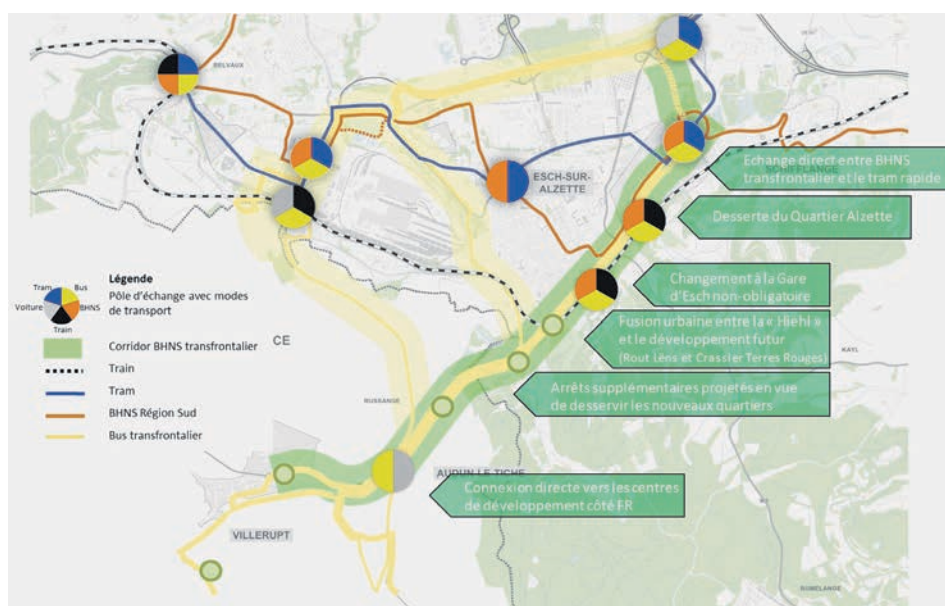 BELVAUX
ESCH-SUR-
ALZETTE
SCHIFFLANGE
Echange direct entre BHNS
transfrontalier et le tram rapide
Desserte du Quartier Alzette
Changement à la Gare
d'Esch non-obligatoire
Fusion urbaine entre la « Hiehl »
et le développement futur
(Rout Lëns et Crassier Terres Rouges)
Arrêts supplémentaires projetés en vue
de desservir les nouveaux quartiers
Connexion directe vers les centres
de développement côté FR
Légende
Pôle d'échange avec modes
de transport
Tram
Bus
Voiture
BHNS
Train
Corridor BHNS transfrontalier
Train
Tram
BHNS Région Sud
Bus transfrontalier
CE
RUSSANGE
KAYL
AUDUN-LE-TICHE
VILLERUPT
RUMELANGE